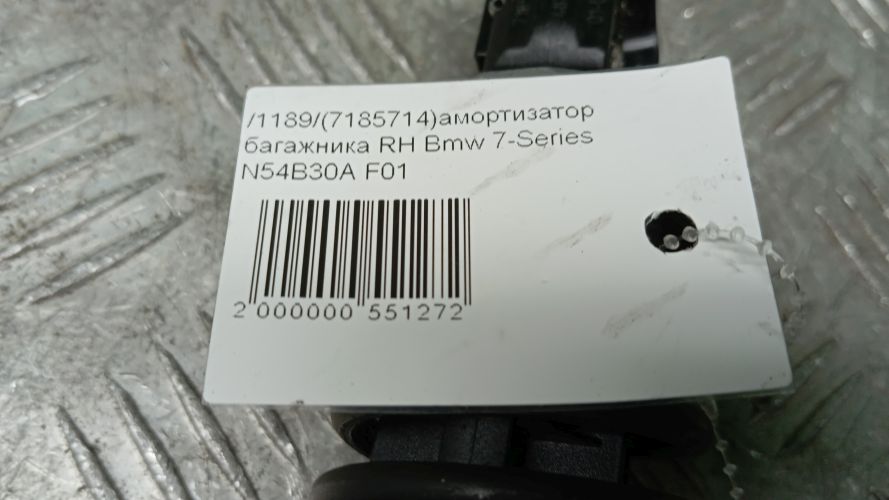 /1189/(7185714)амортизатор
багажника RH Bmw 7-Series
N54B30A F01
2 000000 551272